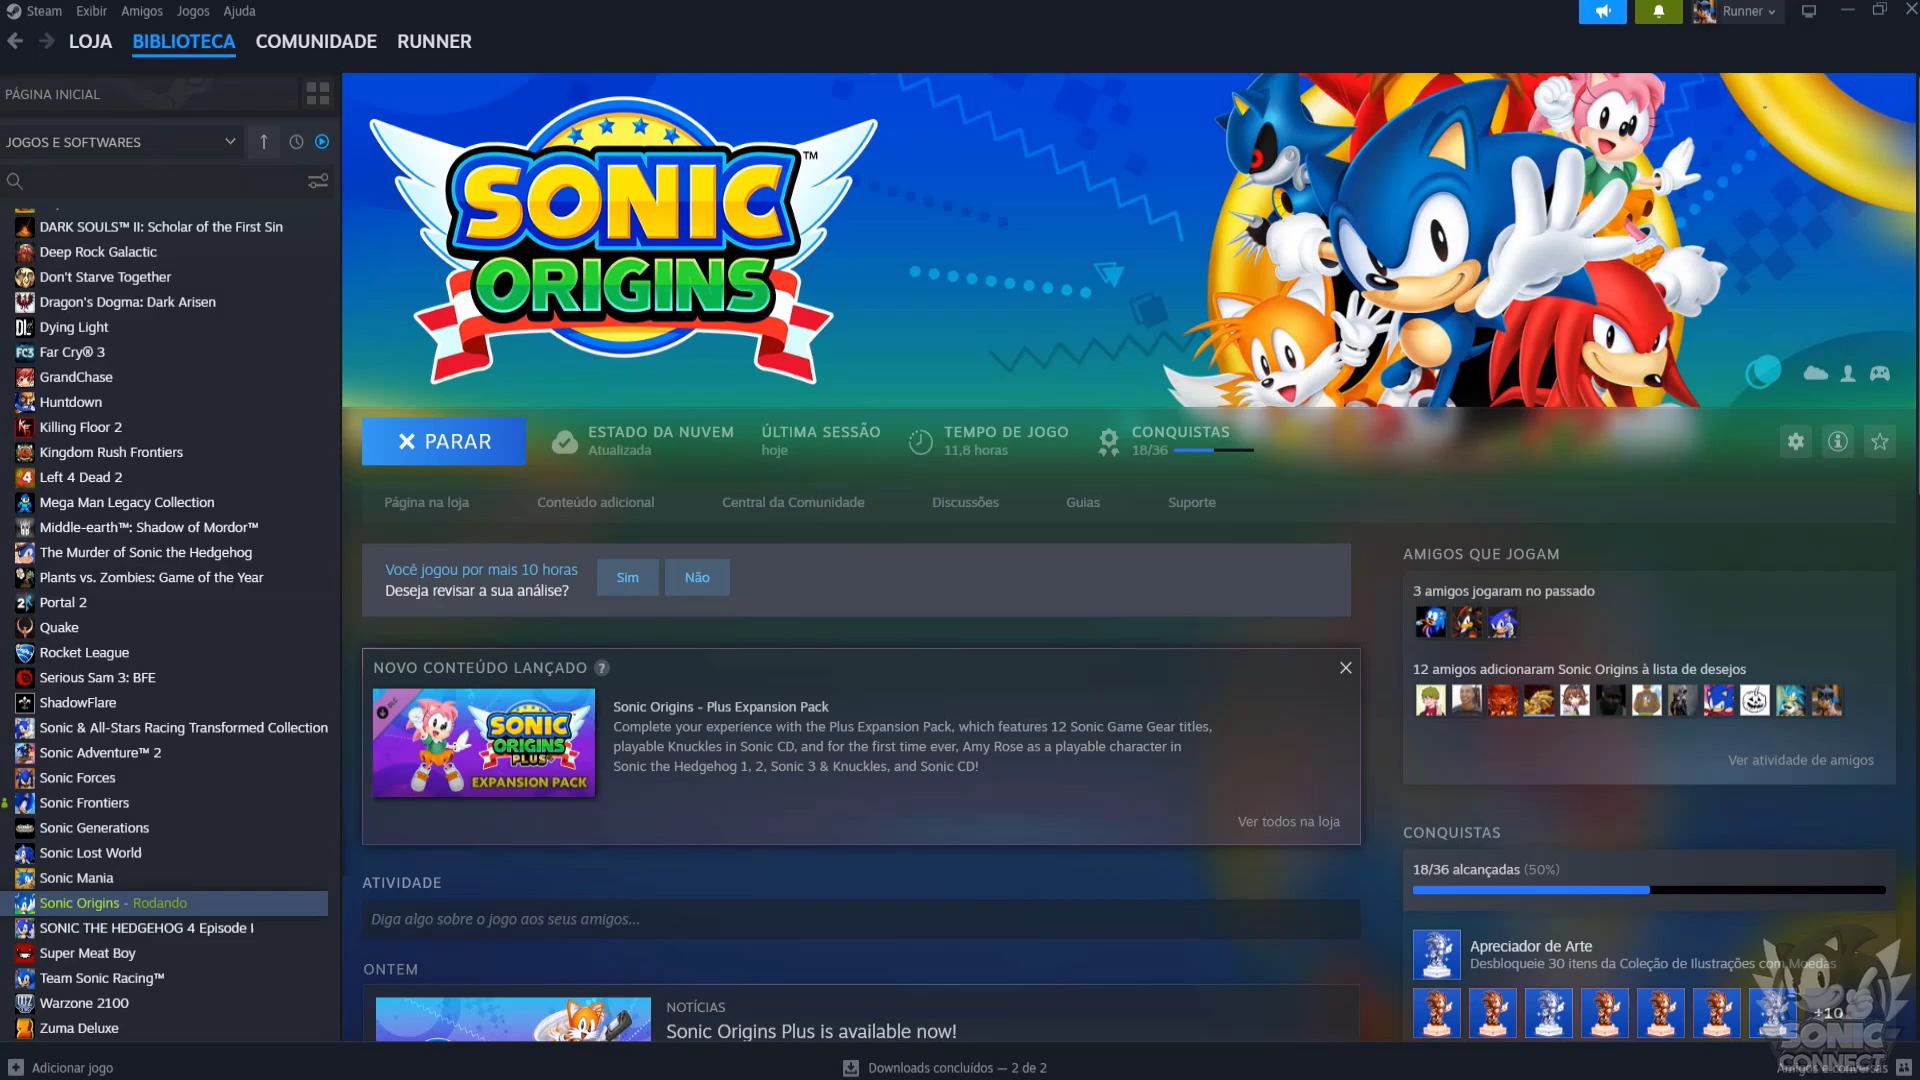 Steam Exibir Amigos Jogos Ajuda
Runner
LOJA BIBLIOTECA COMUNIDADE RUNNER
PÁGINA INICIAL
JOGOS E SOFTWARES
DARK SOULS™ II: Scholar of the First Sin
Deep Rock Galactic
Don't Starve Together
Dragon's Dogma: Dark Arisen
Dying Light
Far Cry® 3
GrandChase
Huntdown
Killing Floor 2
Kingdom Rush Frontiers
Left 4 Dead 2
Mega Man Legacy Collection
Middle-earth™: Shadow of Mordor™
The Murder of Sonic the Hedgehog
Plants vs. Zombies: Game of the Year
Portal 2
Quake
Rocket League
Serious Sam 3: BFE
ShadowFlare
Sonic & All-Stars Racing Transformed Collection
Sonic Adventure™ 2
Sonic Forces
Sonic Frontiers
Sonic Generations
Sonic Lost World
Sonic Mania
Sonic Origins - Rodando
SONIC THE HEDGEHOG 4 Episode I
Super Meat Boy
Team Sonic Racing™
Warzone 2100
Zuma Deluxe
Adicionar jogo
SONIC™
ORIGINS
PARAR
ESTADO DA NUVEM
Atualizada
ÚLTIMA SESSÃO
hoje
TEMPO DE JOGO
11,8 horas
CONQUISTAS
18/36
Página na loja Conteúdo adicional Central da Comunidade Discussões Guias Suporte
Você jogou por mais 10 horas
Deseja revisar a sua análise?
Sim Não
NOVO CONTEÚDO LANÇADO ?
DLC
SONIC
ORIGINS
PLUS
EXPANSION PACK
Sonic Origins - Plus Expansion Pack
Complete your experience with the Plus Expansion Pack, which features 12 Sonic Game Gear titles,
playable Knuckles in Sonic CD, and for the first time ever, Amy Rose as a playable character in
Sonic the Hedgehog 1, 2, Sonic 3 & Knuckles, and Sonic CD!
Ver todos na loja
ATIVIDADE
Diga algo sobre o jogo aos seus amigos...
ONTEM
NOTÍCIAS
Sonic Origins Plus is available now!
AMIGOS QUE JOGAM
3 amigos jogaram no passado
12 amigos adicionaram Sonic Origins à lista de desejos
Ver atividade de amigos
CONQUISTAS
18/36 alcançadas (50%)
Apreciador de Arte
Desbloqueie 30 itens da Coleção de Ilustrações com Moedas
+10
SONIC
CONNECT
Downloads concluídos — 2 de 2
Amigos e conversas